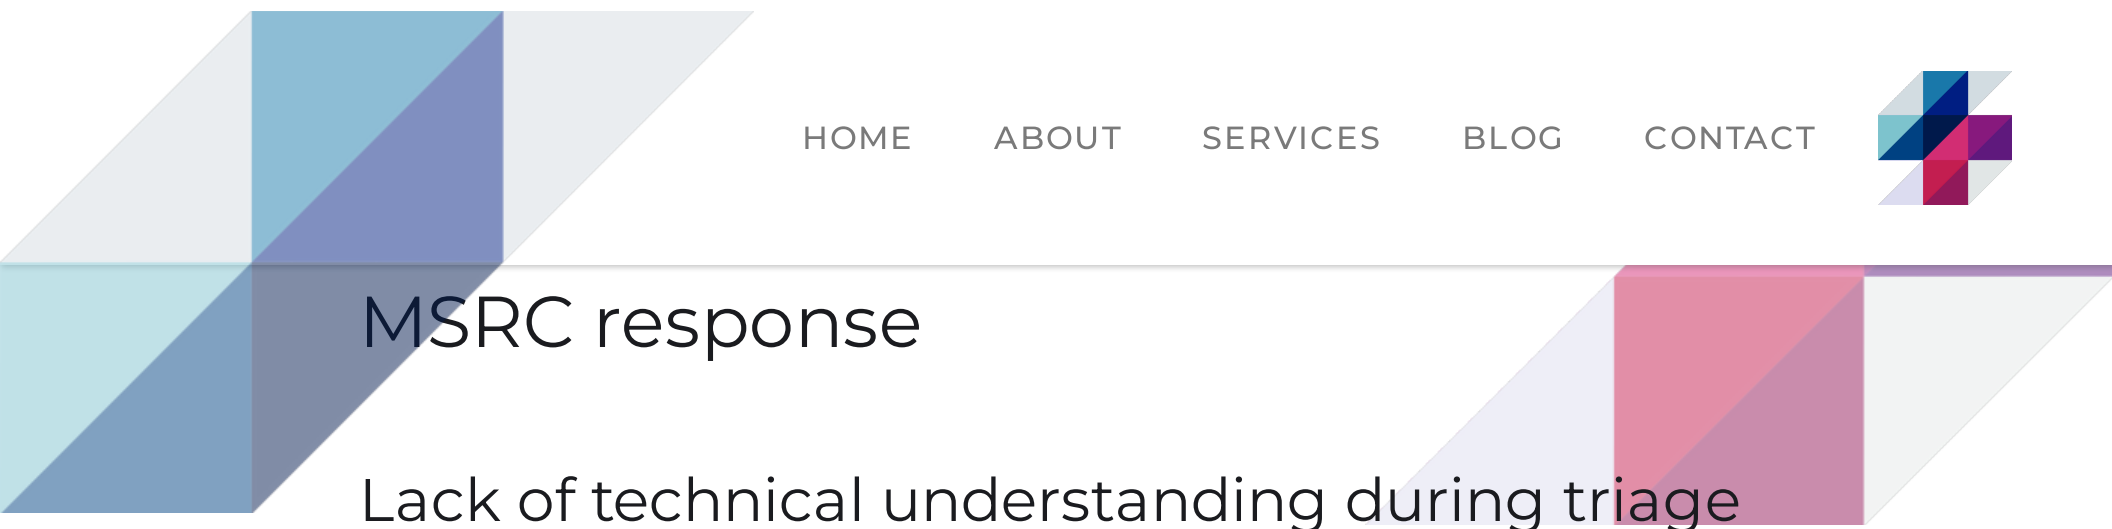 HOME ABOUT SERVICES BLOG CONTACT
MSRC response
Lack of technical understanding during triage